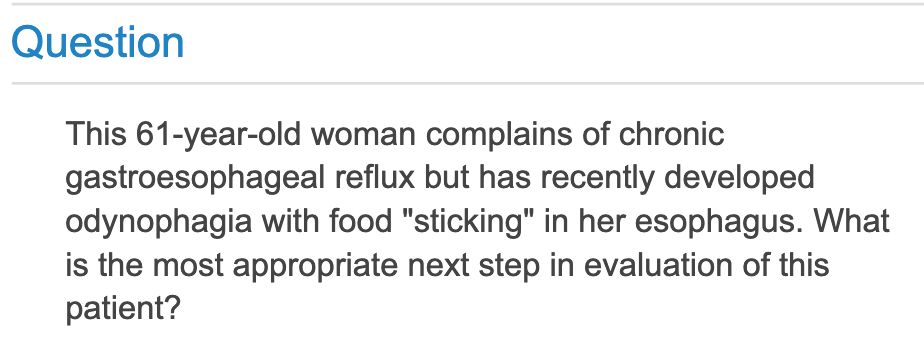 Question
This 61-year-old woman complains of chronic
gastroesophageal reflux but has recently developed
odynophagia with food "sticking" in her esophagus. What
is the most appropriate next step in evaluation of this
patient?